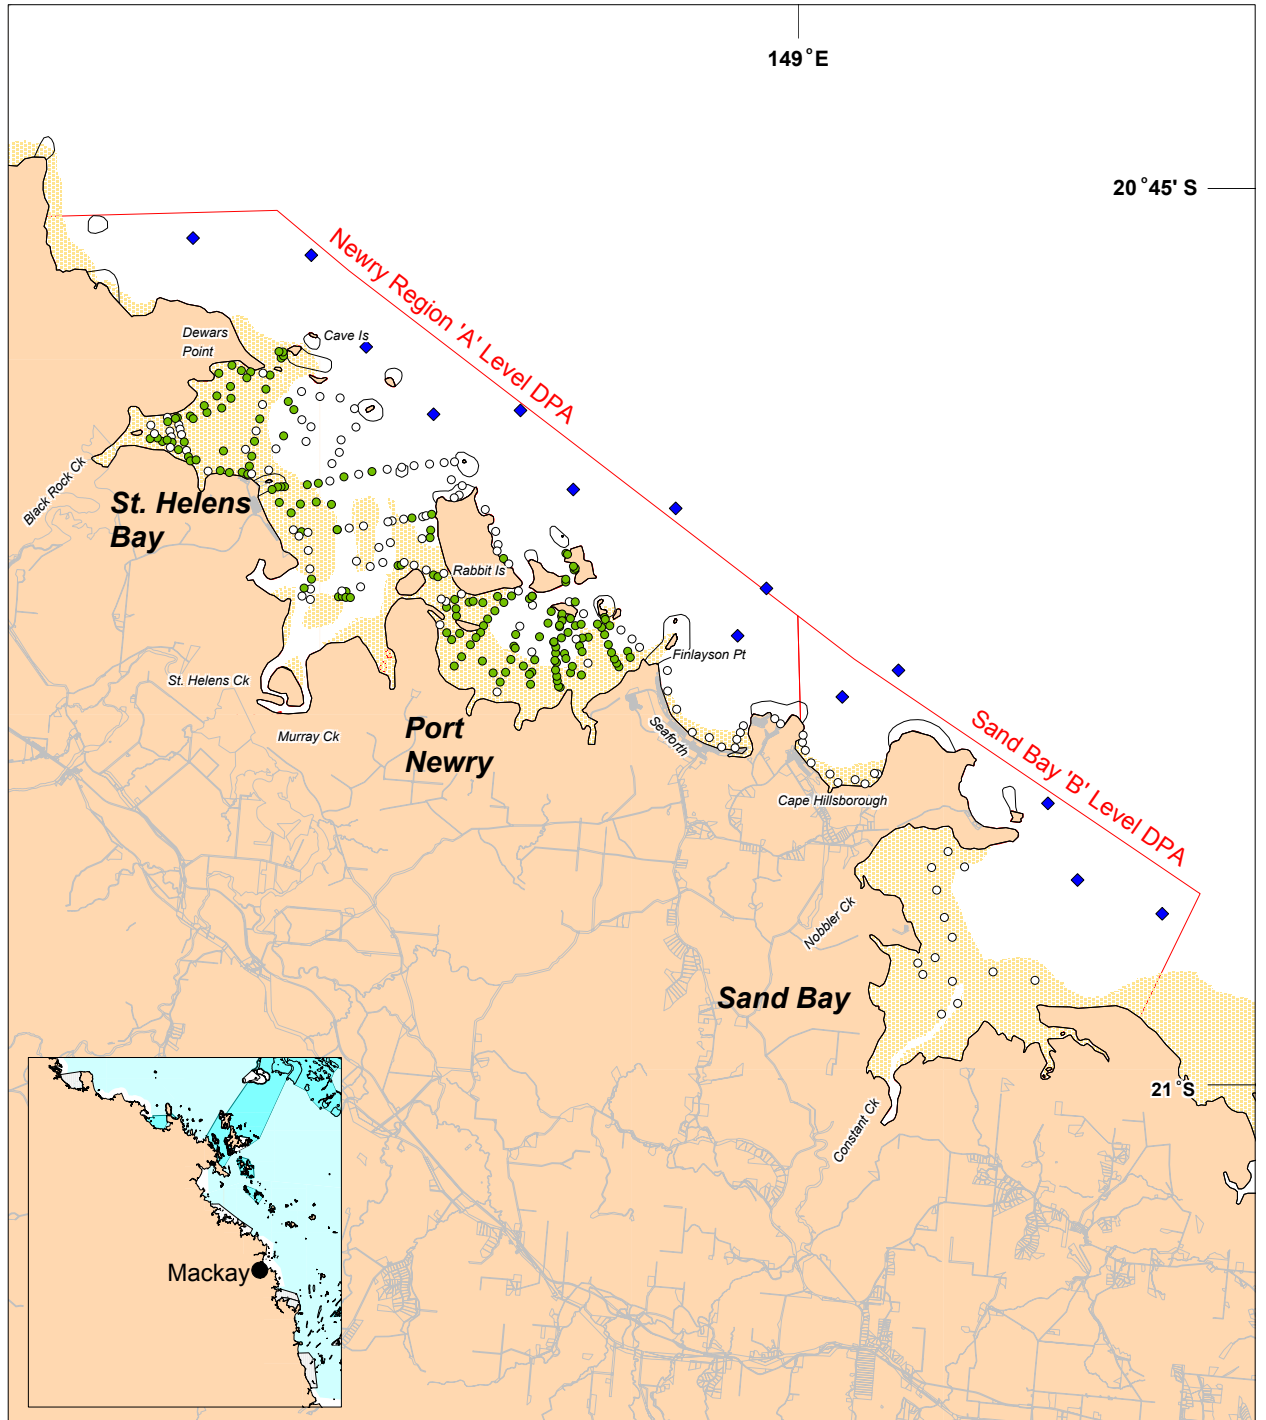 149°E
20°45' S
Newry Region 'A' Level DPA
Dewars
Point
Cave Is
Black Rock Ck
St. Helens
Bay
Rabbit Is
Finlayson Pt
St. Helens Ck
Murray Ck
Port
Newry
Seaforth
Sand Bay 'B' Level DPA
Cape Hillsborough
Nobbler Ck
Sand Bay
21°S
Constant Ck
Mackay